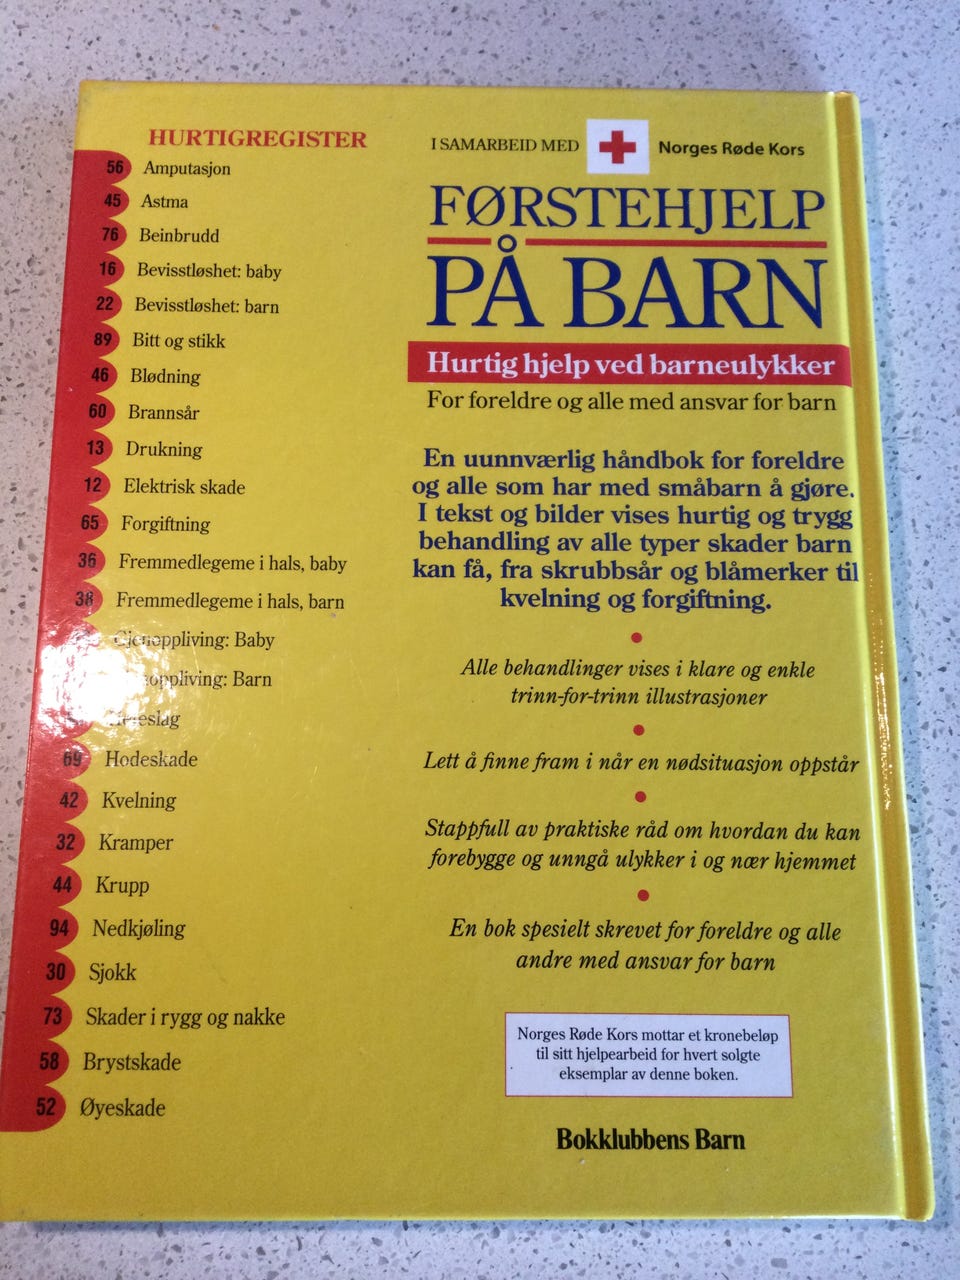 HURTIGREGISTER
56 Amputasjon
45 Astma
76 Beinbrudd
16 Bevisstløshet: baby
22 Bevisstløshet: barn
89 Bitt og stikk
46 Blødning
60 Brannsår
13 Drukning
12 Elektrisk skade
65 Forgiftning
36 Fremmedlegeme i hals, baby
38 Fremmedlegeme i hals, barn
Gjenoppliving: Baby
Barn
69 Hodeskade
42 Kvelning
32 Kramper
44 Krupp
94 Nedkjøling
30 Sjokk
73 Skader i rygg og nakke
58 Brystskade
52 Øyeskade
I SAMARBEID MED Norges Røde Kors
FØRSTEHJELP
PÅ BARN
Hurtig hjelp ved barneulykker
For foreldre og alle med ansvar for barn
En uunnværlig håndbok for foreldre
og alle som har med småbarn å gjøre.
I tekst og bilder vises hurtig og trygg
behandling av alle typer skader barn
kan få, fra skrubbsår og blåmerker til
kvelning og forgiftning.
Alle behandlinger vises i klare og enkle
trinn-for-trinn illustrasjoner
Lett å finne fram i når en nødsituasjon oppstår
Stappfull av praktiske råd om hvordan du kan
forebygge og unngå ulykker i og nær hjemmet
En bok spesielt skrevet for foreldre og alle
andre med ansvar for barn
Norges Røde Kors mottar et kronebeløp
til sitt hjelpearbeid for hvert solgte
eksemplar av denne boken.
Bokklubbens Barn